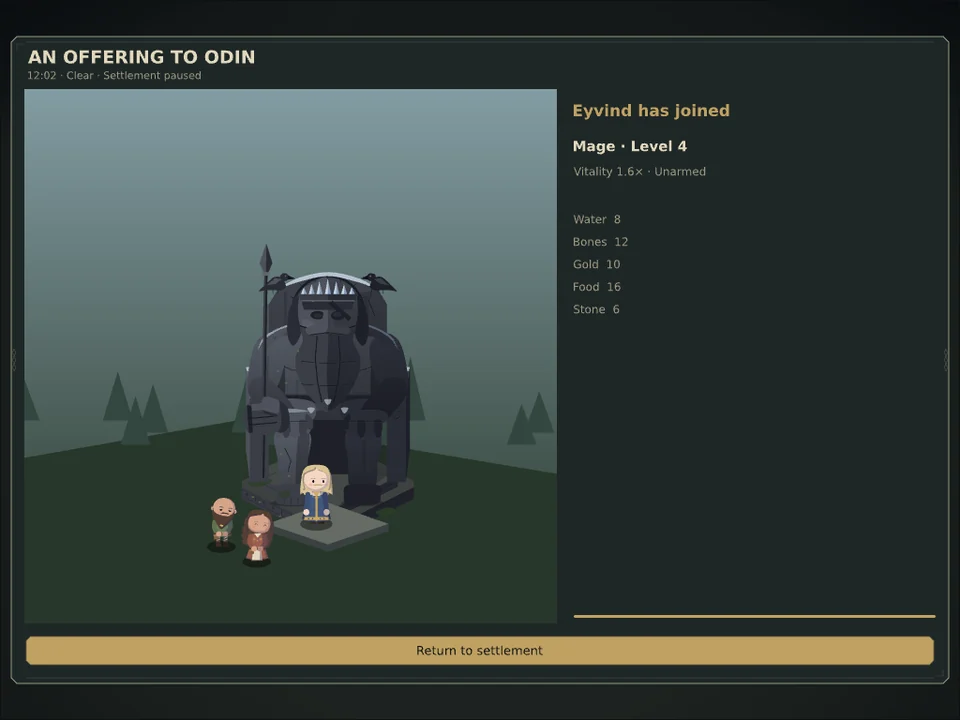 AN OFFERING TO ODIN
12:02 · Clear · Settlement paused
Eyvind has joined
Mage · Level 4
Vitality 1.6× · Unarmed
Water 8
Bones 12
Gold 10
Food 16
Stone 6
Return to settlement